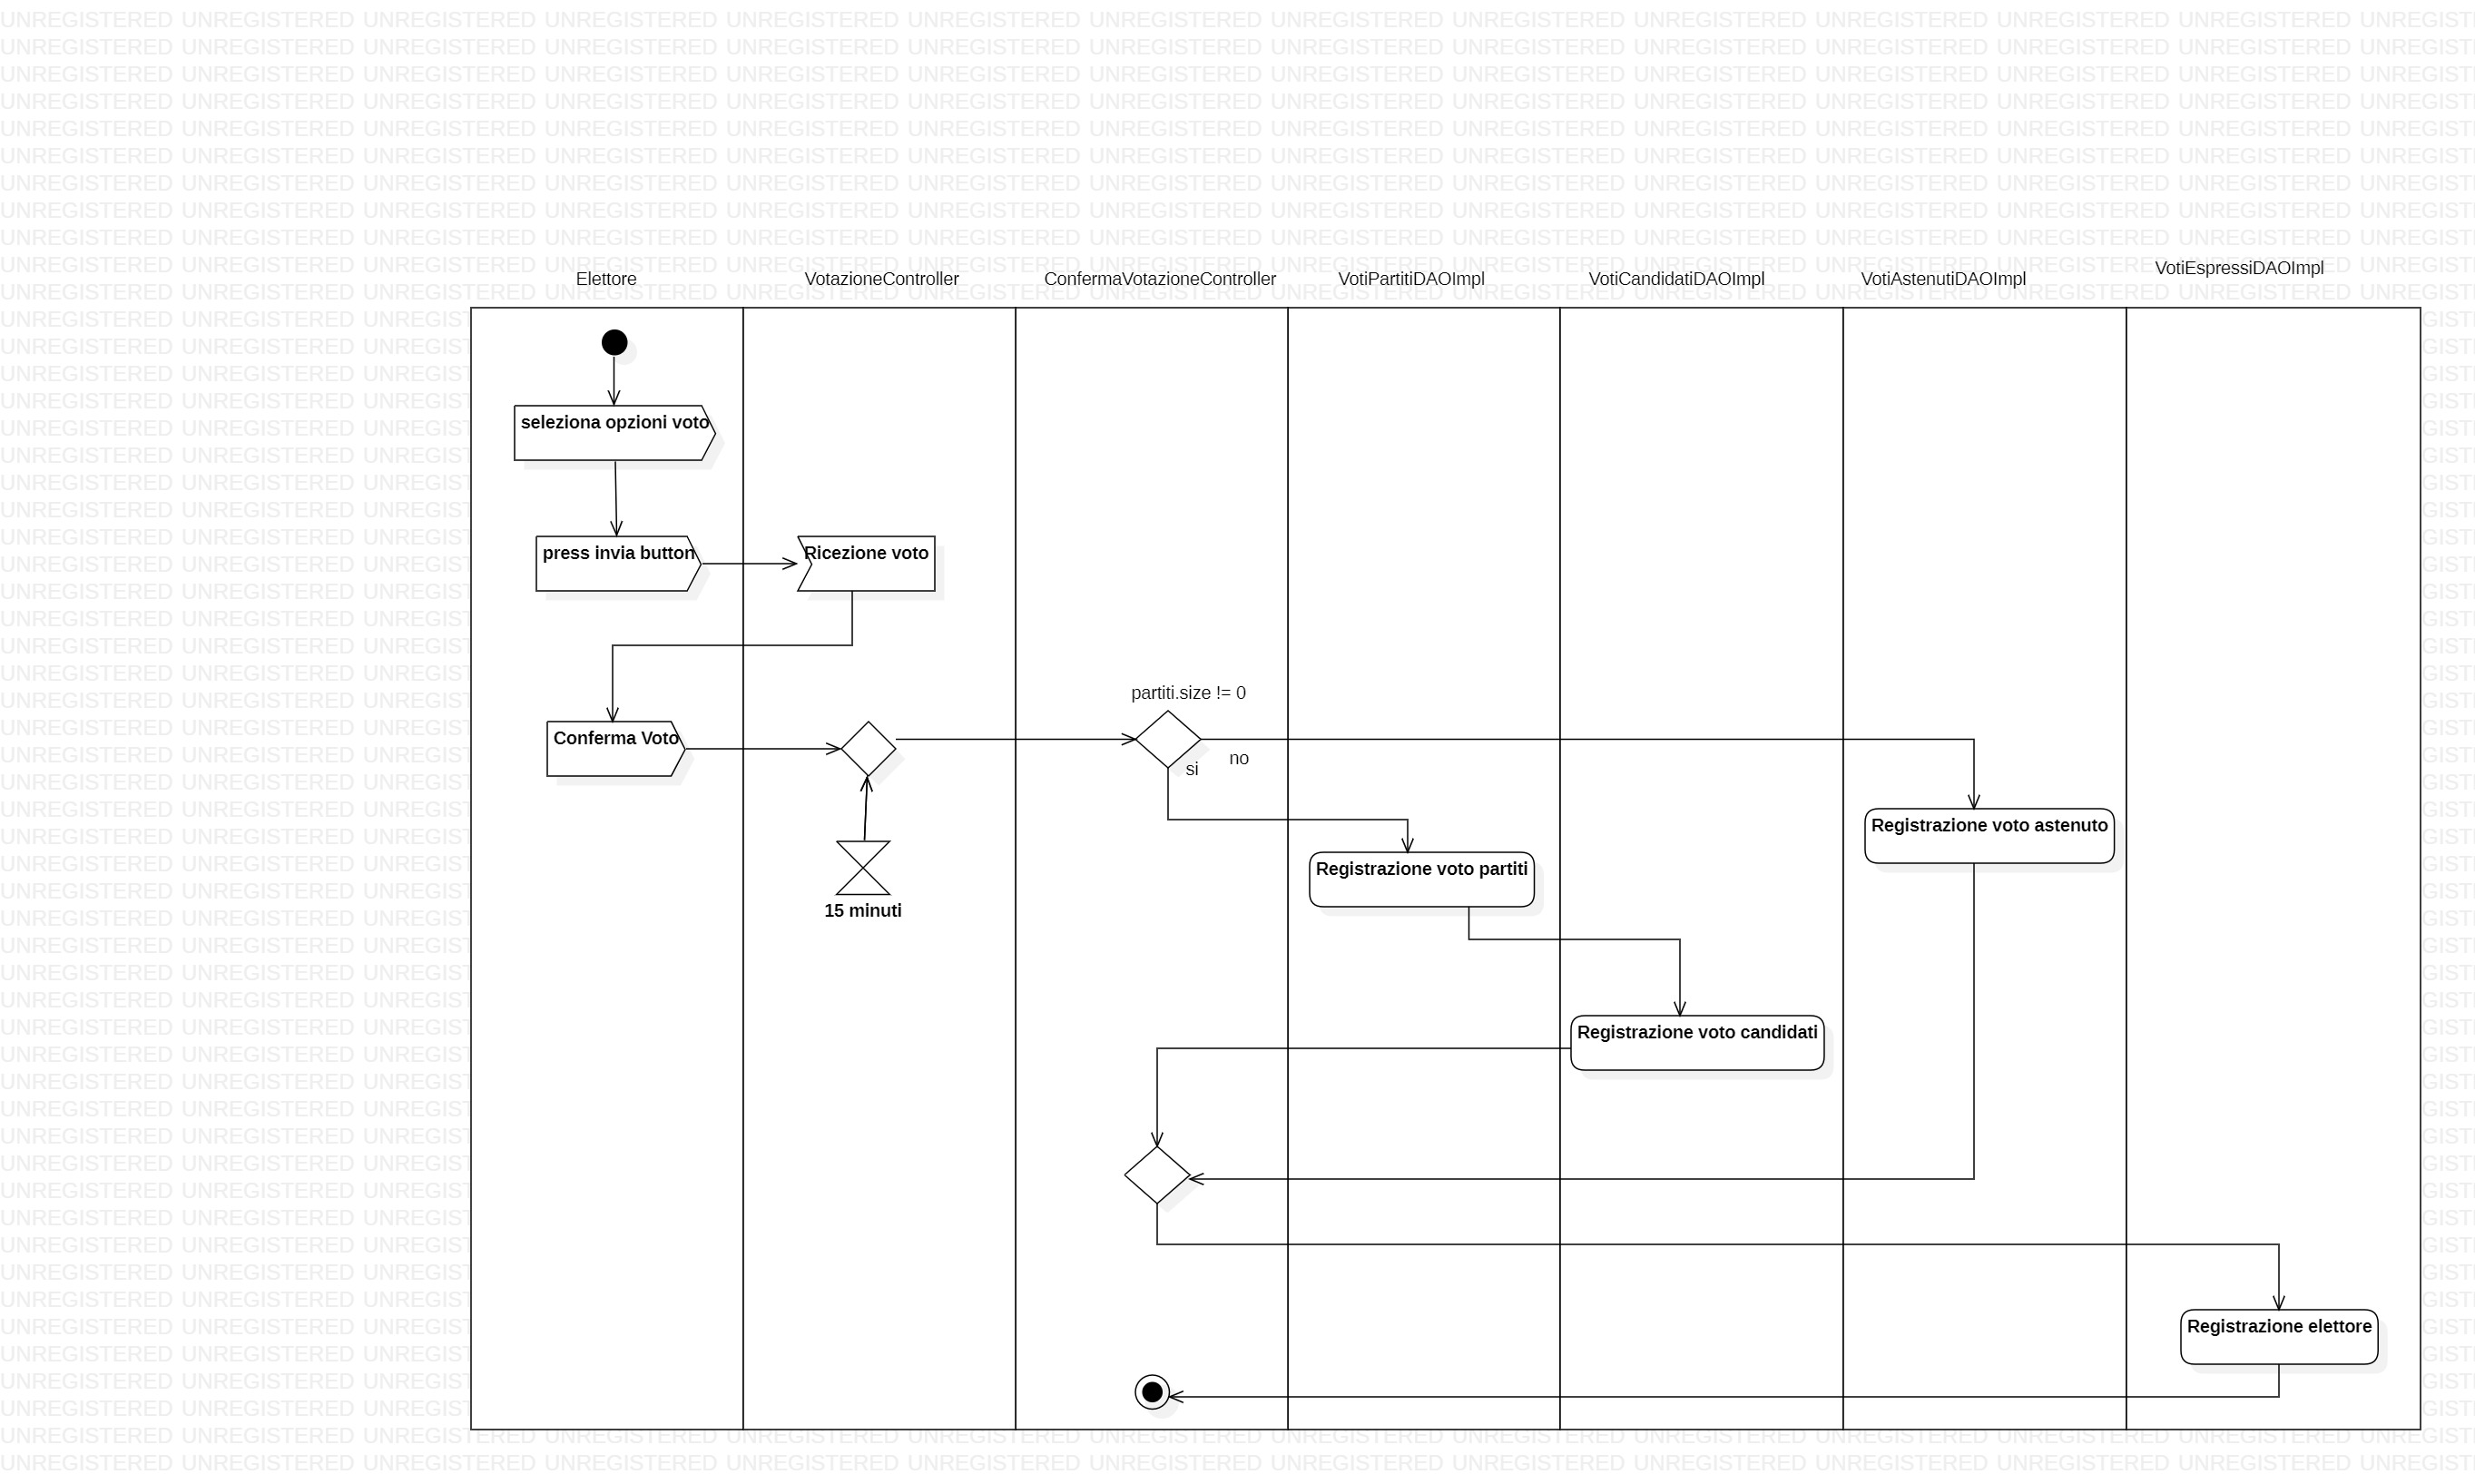 UNREGISTERED UNREGISTERED UNREGISTERED UNREGISTERED UNREGISTERED UNREGISTERED UNREGISTERED UNREGISTERED UNREGISTERED UNREGISTERED UNREGISTERED UNREGISTERED UNREGISTERED
Elettore
VotazioneController
ConfermaVotazioneController
VotiPartitiDAOImpl
VotiCandidatiDAOImpl
VotiAstenutiDAOImpl
VotiEspressiDAOImpl
seleziona opzioni voto
press invia button
Ricezione voto
partiti.size != 0
Conferma Voto
no
si
Registrazione voto astenuto
Registrazione voto partiti
15 minuti
Registrazione voto candidati
Registrazione elettore